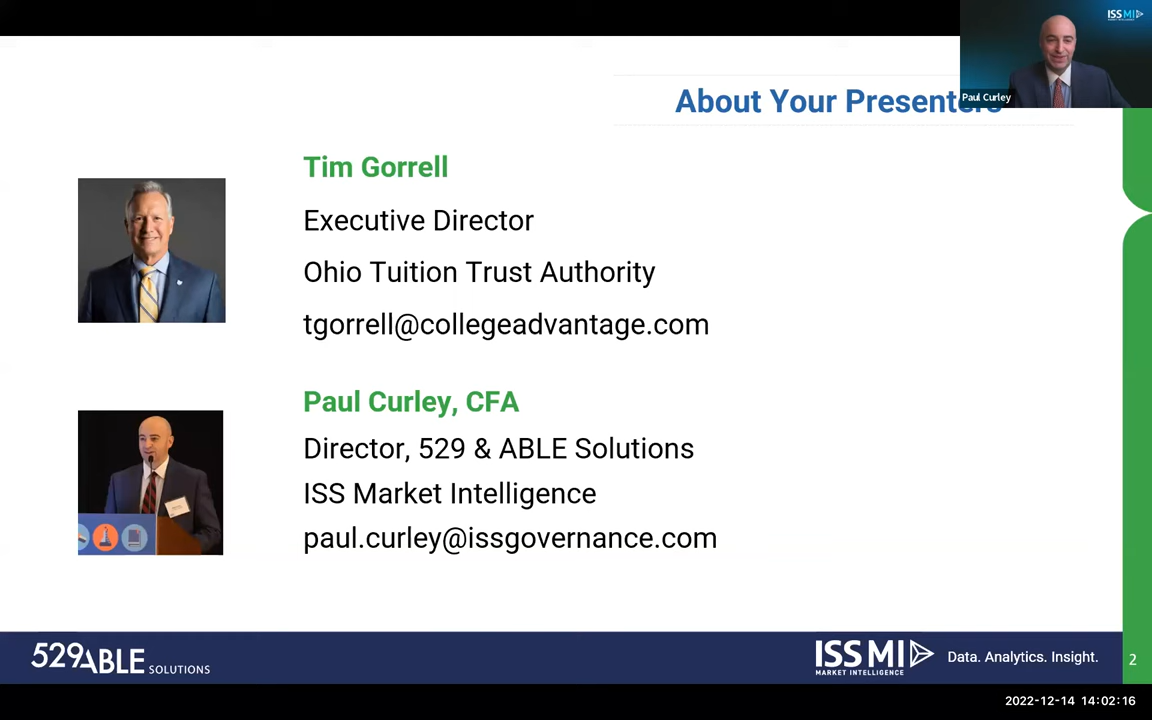 ISS MI
MARKET INTELLIGENCE
Paul Curley
About Your Presenters
Tim Gorrell
Executive Director
Ohio Tuition Trust Authority
tgorrell@collegeadvantage.com
Paul Curley, CFA
Director, 529 & ABLE Solutions
ISS Market Intelligence
paul.curley@issgovernance.com
529ABLE SOLUTIONS
ISS MI
MARKET INTELLIGENCE
Data. Analytics. Insight.
2
2022-12-14 14:02:16